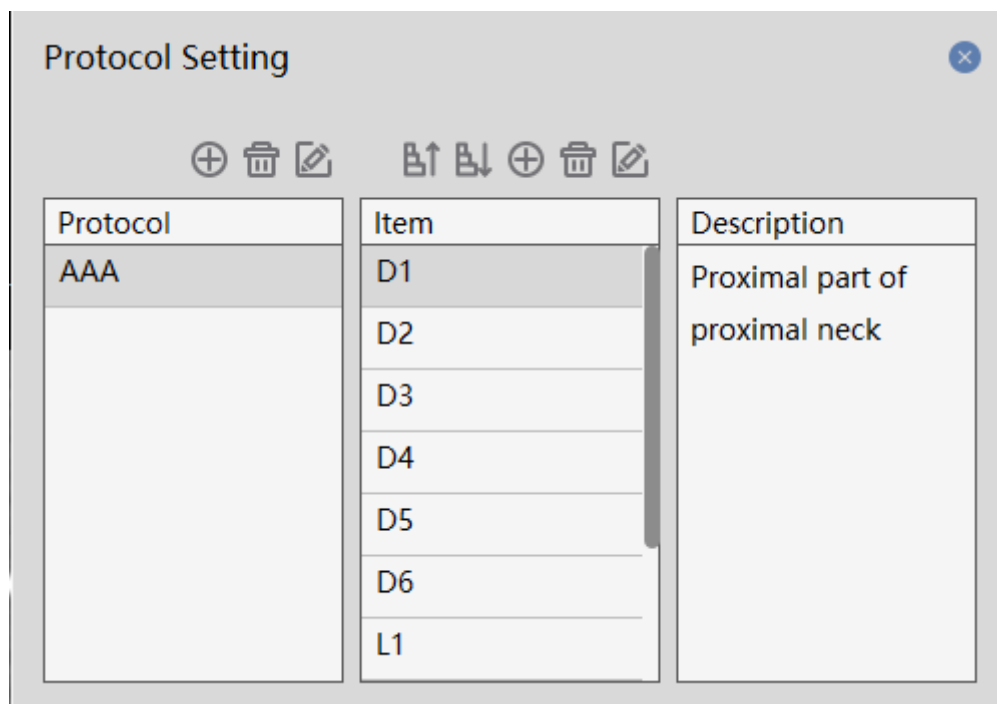 Protocol Setting
Protocol
AAA
Item
D1
D2
D3
D4
D5
D6
L1
Description
Proximal part of
proximal neck